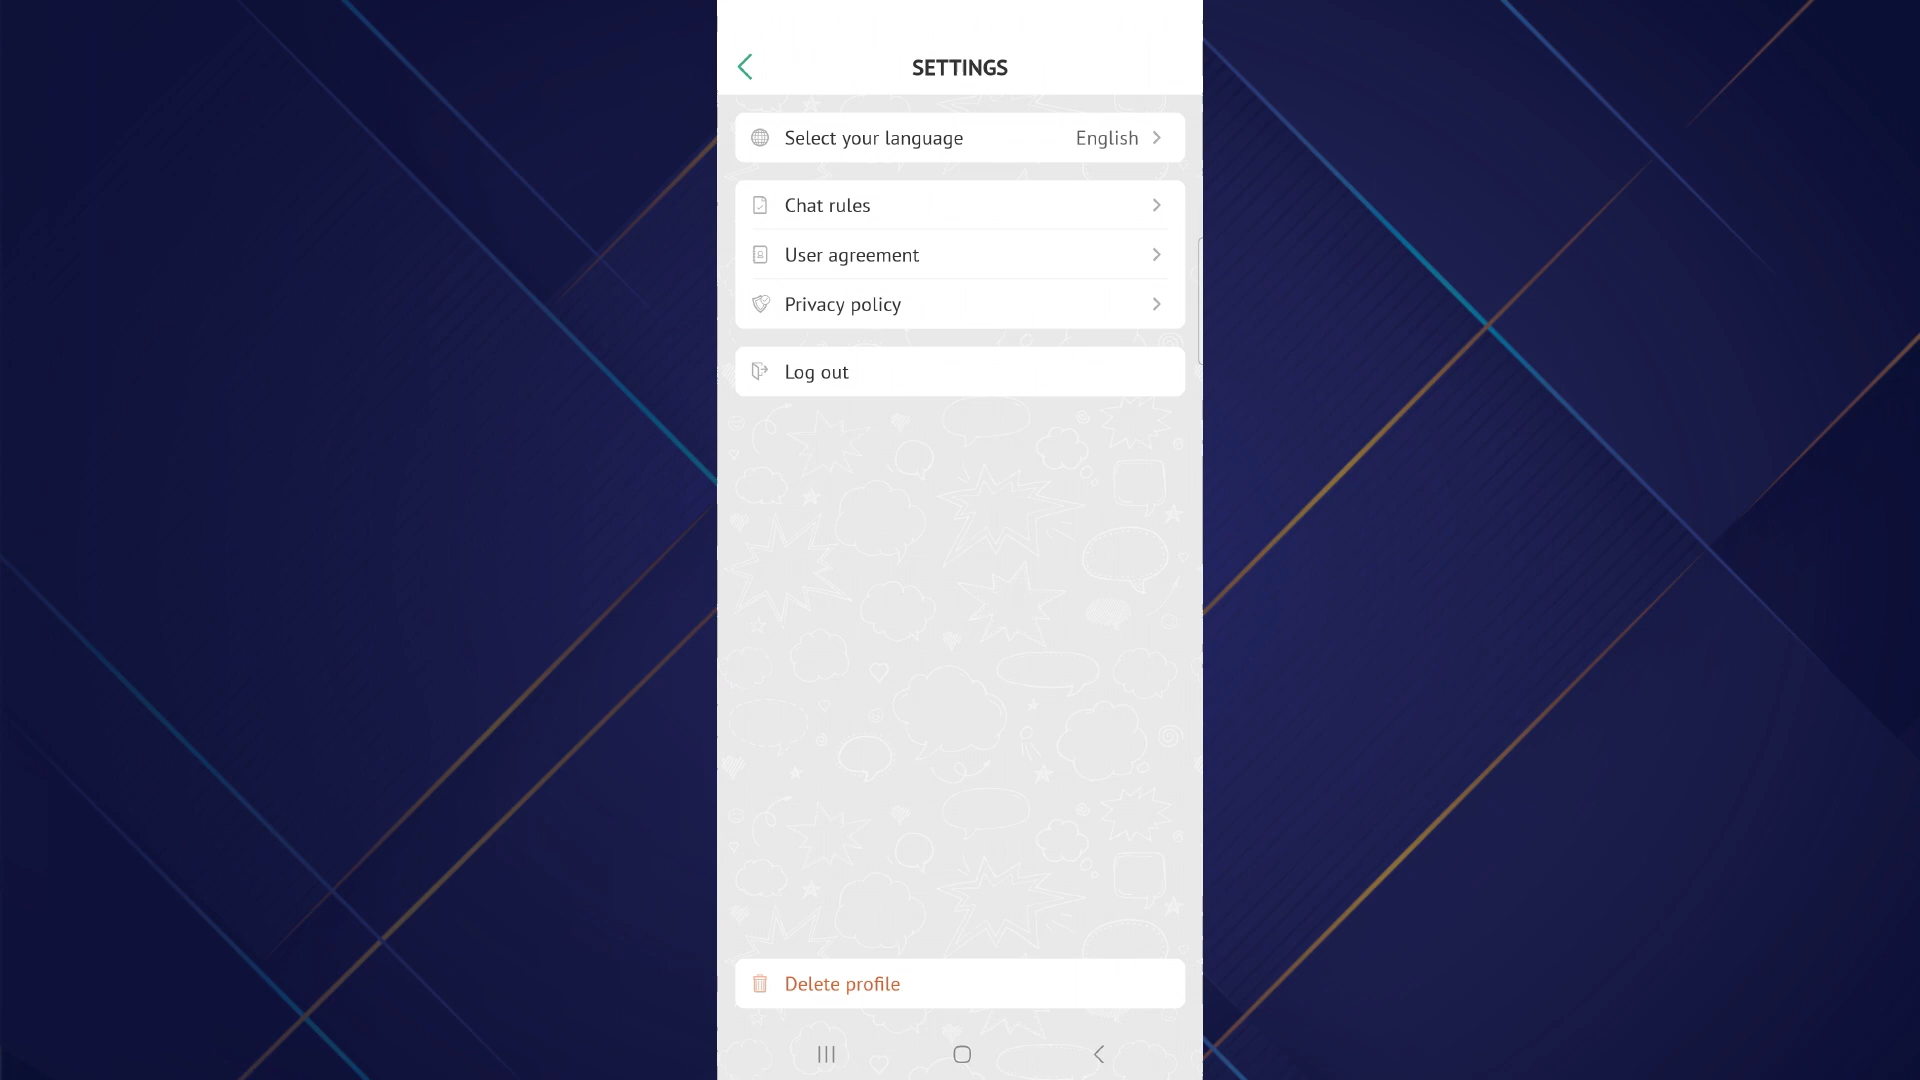 SETTINGS
Select your language English
Chat rules
User agreement
Privacy policy
Log out
Delete profile